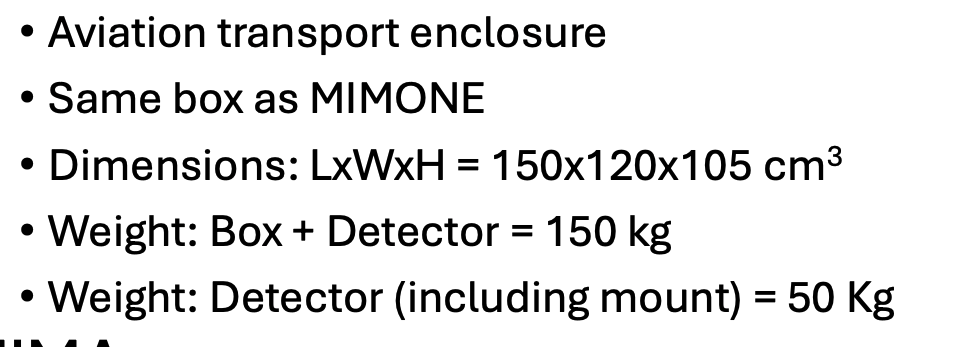 • Aviation transport enclosure
• Same box as MIMONE
• Dimensions: LxWxH = 150x120x105 cm³
• Weight: Box + Detector = 150 kg
• Weight: Detector (including mount) = 50 Kg